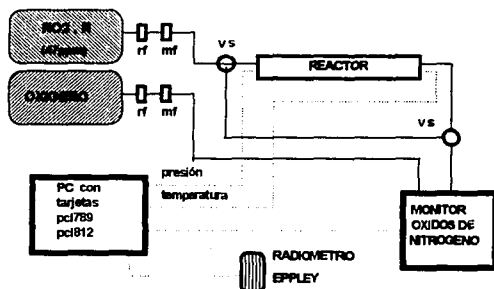 rf
mf
v s
REACTOR
OXIGENO
rf
mf
v s
presión
temperatura
PC con
tarjetas
pcl789
pcl812
MONITOR
OXIDOS DE
NITROGENO
RADIOMETRO
EPPLEY